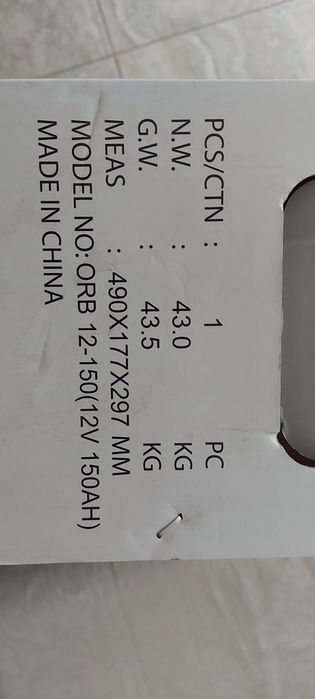 PCS/CTN : 1 PC
N.W. : 43.0 KG
G.W. : 43.5 KG
MEAS : 490X177X297 MM
MODEL NO: ORB 12-150(12V 150AH)
MADE IN CHINA